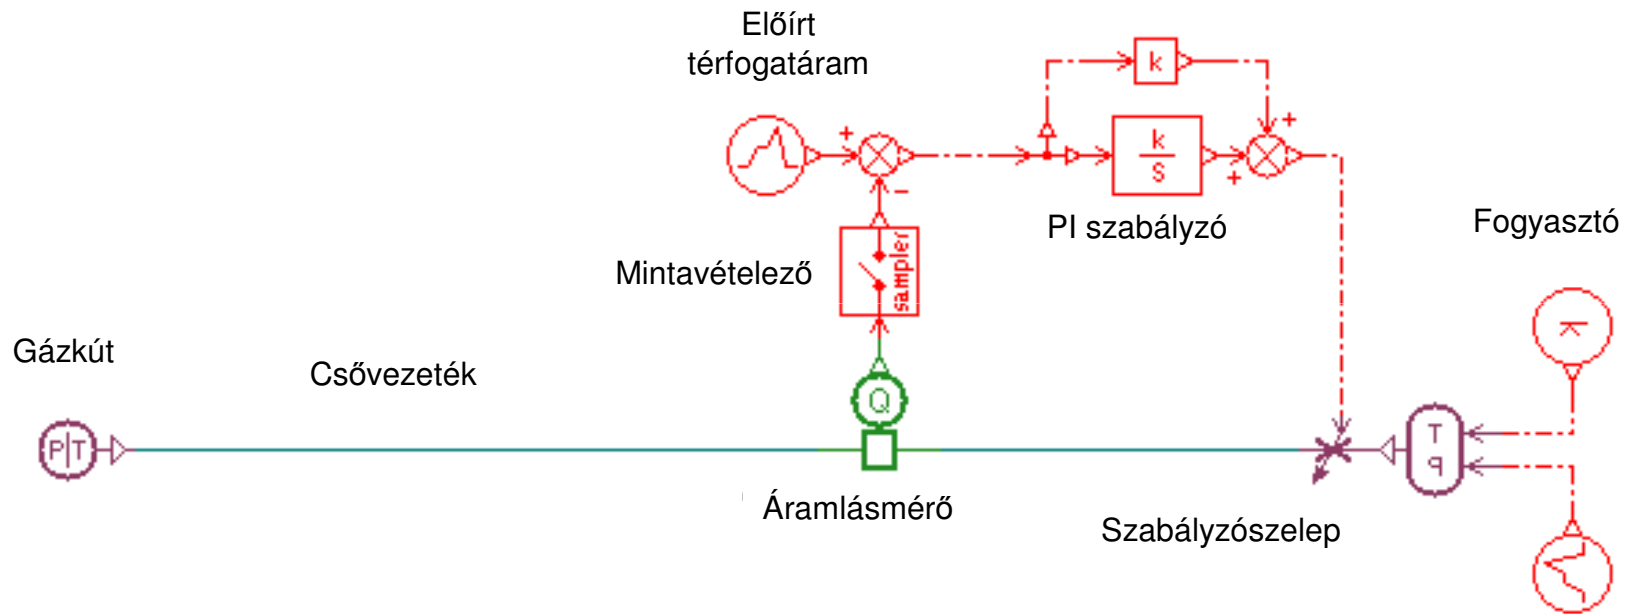 Előírt
térfogatáram
k
k
S
+
-
+
+
PI szabályzó
Fogyasztó
Mintavételező
sampler
K
Gázkút
Csővezeték
Q
P|T
T
q
Áramlásmérő
Szabályzószelep